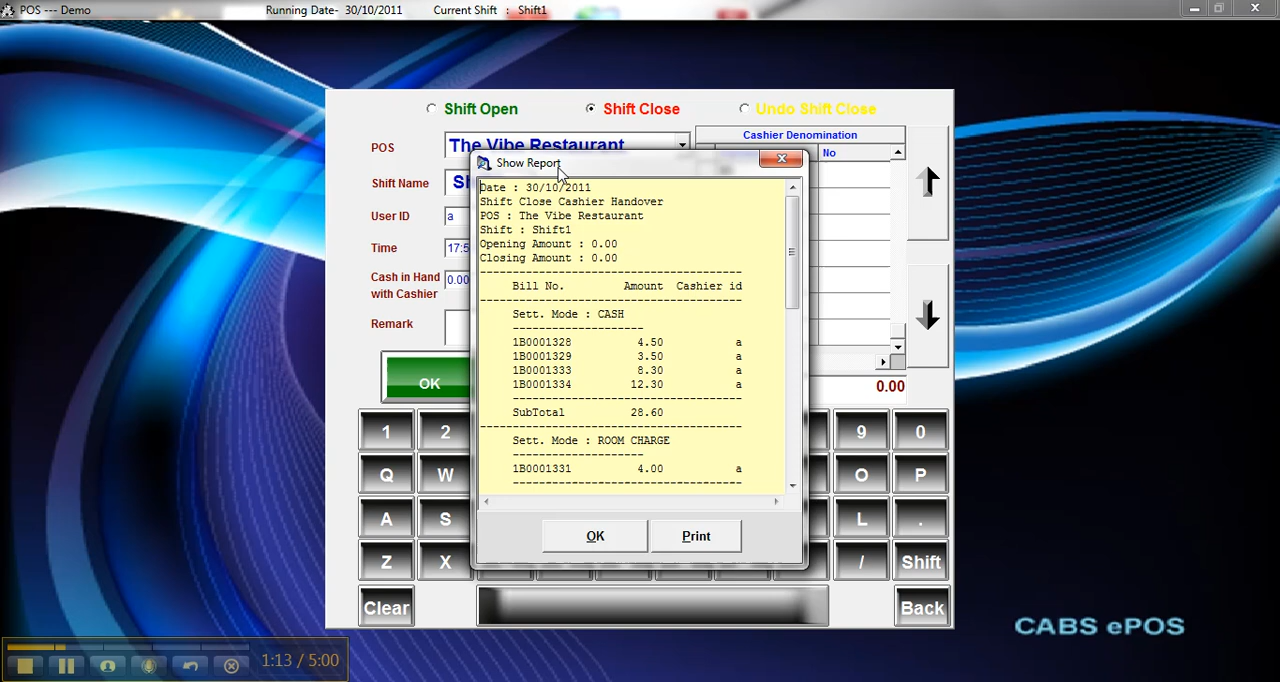 POS --- Demo Running Date- 30/10/2011 Current Shift : Shift1
Shift Open Shift Close Undo Shift Close
POS The Vibe Restaurant
Cashier Denomination
No
Shift Name
User ID a
Time 17:5
Cash in Hand
with Cashier 0.00
Remark
OK
0.00
Show Report
Date : 30/10/2011
Shift Close Cashier Handover
POS : The Vibe Restaurant
Shift : Shift1
Opening Amount : 0.00
Closing Amount : 0.00
----------------------------------------
Bill No. Amount Cashier id
----------------------------------------
Sett. Mode : CASH
--------------------
1B0001328 4.50 a
1B0001329 3.50 a
1B0001333 8.30 a
1B0001334 12.30 a
-----------------------------------
SubTotal 28.60
----------------------------------------
Sett. Mode : ROOM CHARGE
--------------------
1B0001331 4.00 a
-----------------------------------
OK Print
1 2 9 0
Q W O P
A S L .
Z X / Shift
Clear Back
CABS ePOS
1:13 / 5:00